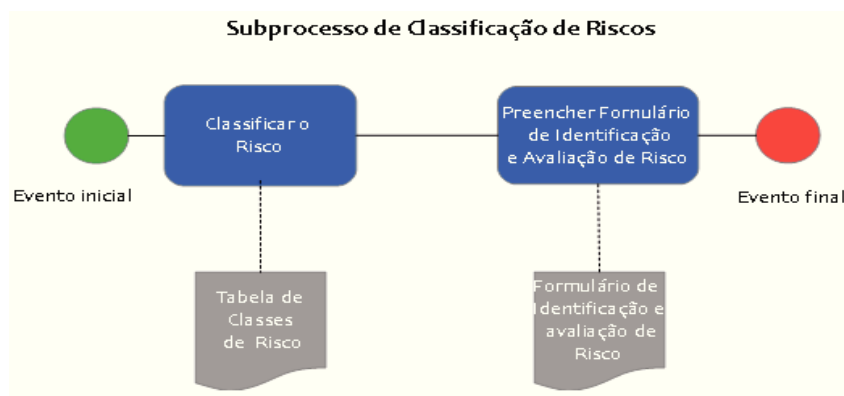 Subprocesso de Classificação de Riscos
Classificar o
Risco
Preencher Fornulário
de Identificação
e Avaliação de Risco
Evento inicial
Evento final
Tabela de
Classes
de Risco
Formulário de
Identificação e
avaliação de
Risco